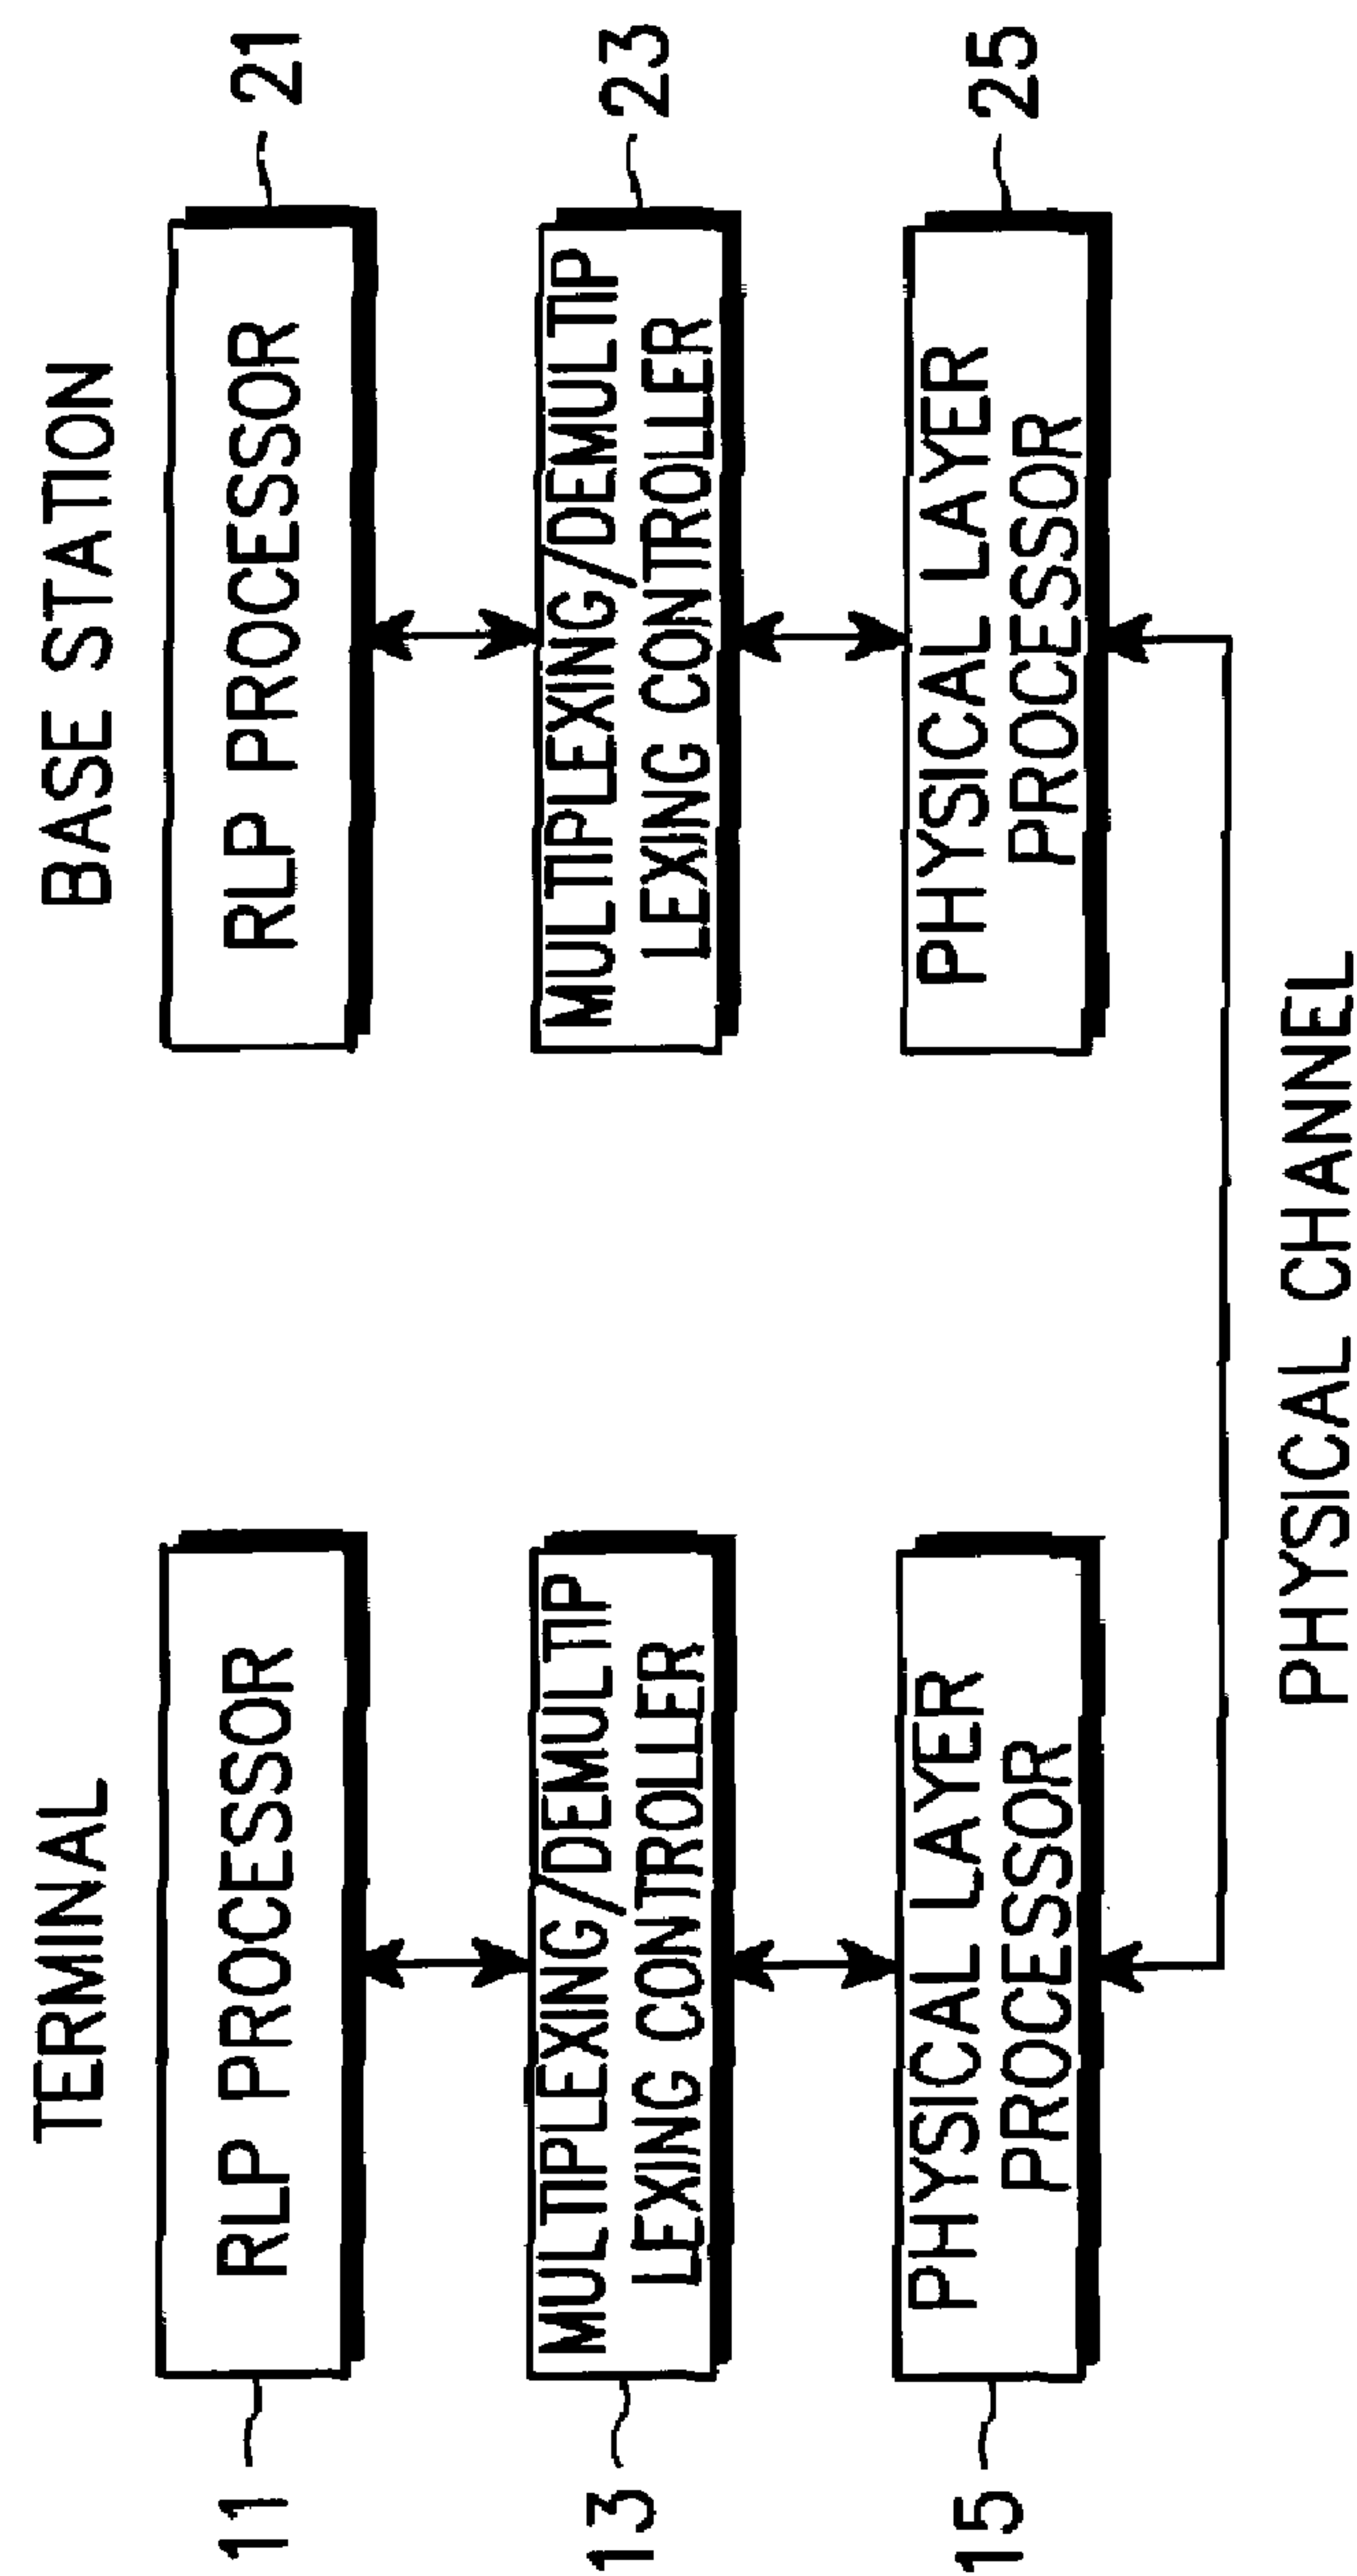 TERMINAL
BASE STATION
11
RLP PROCESSOR
RLP PROCESSOR
21
13
MULTIPLEXING/DEMULTIP
LEXING CONTROLLER
MULTIPLEXING/DEMULTIP
LEXING CONTROLLER
23
15
PHYSICAL LAYER
PROCESSOR
PHYSICAL LAYER
PROCESSOR
25
PHYSICAL CHANNEL